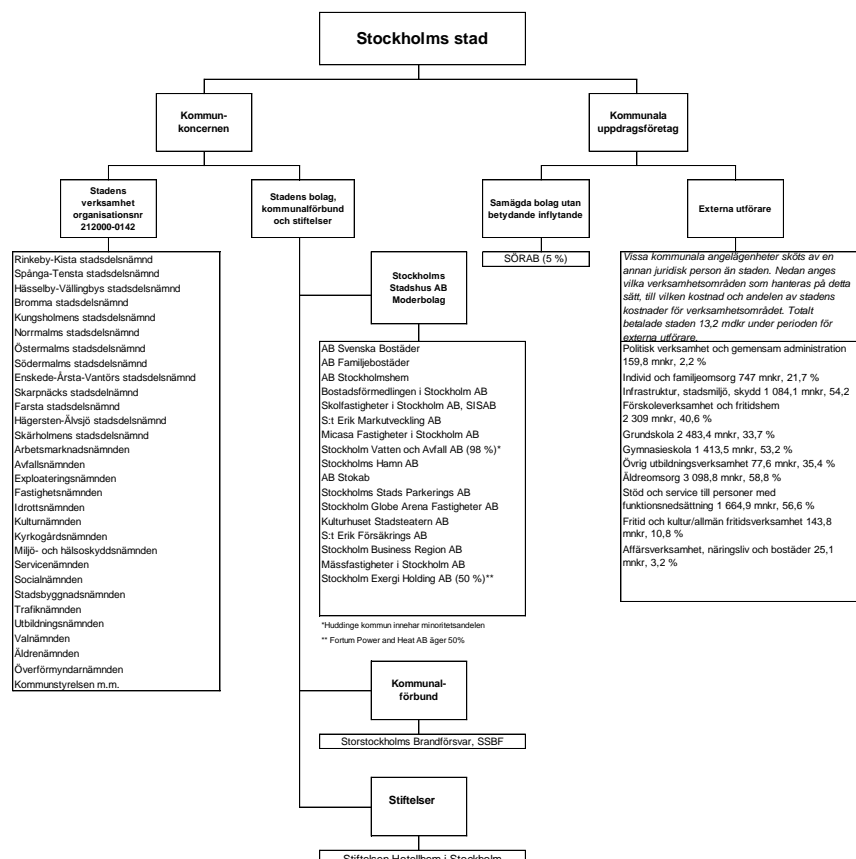 Stockholms stad
Kommun-
koncernen
Kommunala
uppdragsföretag
Stadens
verksamhet
organisationsnr
212000-0142
Stadens bolag,
kommunalförbund
och stiftelser
Samägda bolag utan
betydande inflytande
Externa utförare
Rinkeby-Kista stadsdelsnämnd
Spånga-Tensta stadsdelsnämnd
Hässelby-Vällingbys stadsdelsnämnd
Bromma stadsdelsnämnd
Kungsholmens stadsdelsnämnd
Norrmalms stadsdelsnämnd
Östermalms stadsdelsnämnd
Södermalms stadsdelsnämnd
Enskede-Årsta-Vantörs stadsdelsnämnd
Skarpnäcks stadsdelnämnd
Farsta stadsdelsnämnd
Hägersten-Älvsjö stadsdelsnämnd
Skärholmens stadsdelsnämnd
Arbetsmarknadsnämnden
Avfallsnämnden
Exploateringsnämnden
Fastighetsnämnden
Idrottsnämnden
Kulturnämnden
Kyrkogårdsnämnden
Miljö- och hälsoskyddsnämnden
Servicenämnden
Socialnämnden
Stadsbyggnadsnämnden
Trafiknämnden
Utbildningsnämnden
Valnämnden
Äldrenämnden
Överförmyndarnämnden
Kommunstyrelsen m.m.
Stockholms
Stadshus AB
Moderbolag
AB Svenska Bostäder
AB Familjebostäder
AB Stockholmshem
Bostadsförmedlingen i Stockholm AB
Skolfastigheter i Stockholm AB, SISAB
S:t Erik Markutveckling AB
Micasa Fastigheter i Stockholm AB
Stockholm Vatten och Avfall AB (98 %)*
Stockholms Hamn AB
AB Stokab
Stockholms Stads Parkerings AB
Stockholm Globe Arena Fastigheter AB
Kulturhuset Stadsteatern AB
S:t Erik Försäkrings AB
Stockholm Business Region AB
Mässfastigheter i Stockholm AB
Stockholm Exergi Holding AB (50 %)**
*Huddinge kommun innehar minoritetsandelen
** Fortum Power and Heat AB äger 50%
Kommunal-
förbund
Storstockholms Brandförsvar, SSBF
Stiftelser
Stiftelsen Hotellhem i Stockholm
SÖRAB (5 %)
Vissa kommunala angelägenheter sköts av en
annan juridisk person än staden. Nedan anges
vilka verksamhetsområden som hanteras på detta
sätt, till vilken kostnad och andelen av stadens
kostnader för verksamhetsområdet. Totalt
betalade staden 13,2 mdkr under perioden för
externa utförare.
Politisk verksamhet och gemensam administration
159,8 mnkr, 2,2 %
Individ och familjeomsorg 747 mnkr, 21,7 %
Infrastruktur, stadsmiljö, skydd 1 084,1 mnkr, 54,2
Förskoleverksamhet och fritidshem
2 309 mnkr, 40,6 %
Grundskola 2 483,4 mnkr, 33,7 %
Gymnasieskola 1 413,5 mnkr, 53,2 %
Övrig utbildningsverksamhet 77,6 mnkr, 35,4 %
Äldreomsorg 3 098,8 mnkr, 58,8 %
Stöd och service till personer med
funktionsnedsättning 1 664,9 mnkr, 56,6 %
Fritid och kultur/allmän fritidsverksamhet 143,8
mnkr, 10,8 %
Affärsverksamhet, näringsliv och bostäder 25,1
mnkr, 3,2 %